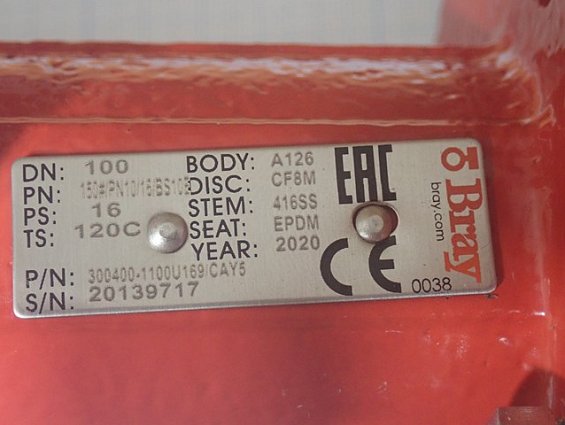 DN: 100
PN: 150#/PN10/16/BS10E
PS: 16
TS: 120C
BODY: A126
DISC: CF8M
STEM: 416SS
SEAT: EPDM
YEAR: 2020
P/N: 300400-1100U169/CAY5
S/N: 20139717
EAC
CE
0038
Bray
bray.com